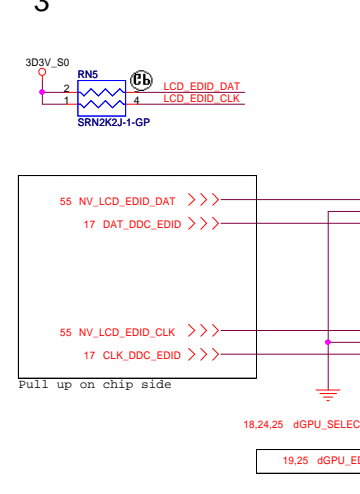 3
3D3V_S0
RN5
2
LCD_EDID_DAT
1
4
LCD_EDID_CLK
SRN2K2J-1-GP
55 NV_LCD_EDID_DAT
17 DAT_DDC_EDID
55 NV_LCD_EDID_CLK
17 CLK_DDC_EDID
Pull up on chip side
18,24,25 dGPU_SELEC
19,25 dGPU_E